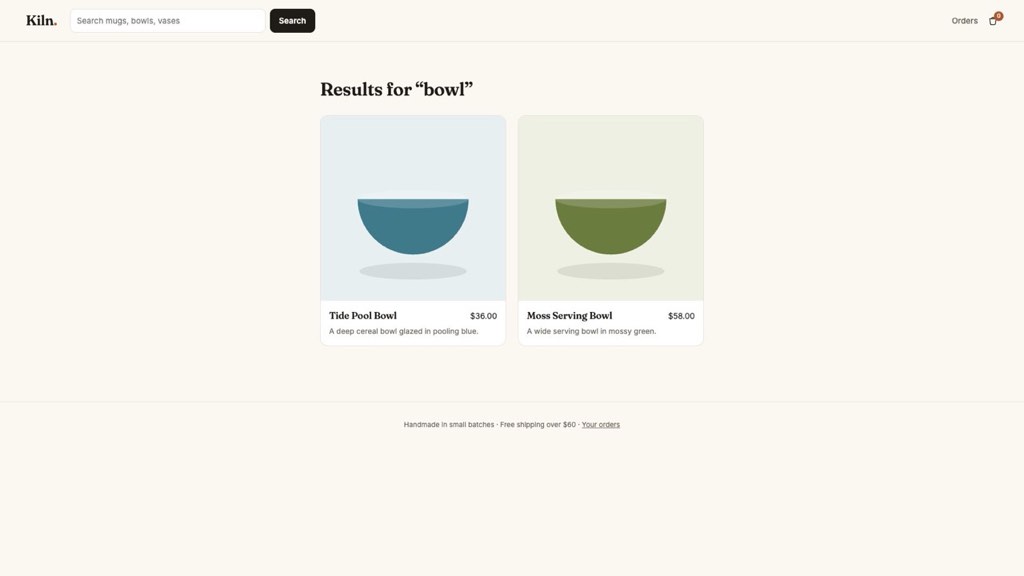 Kiln.
Search mugs, bowls, vases
Search
Orders
0
Results for “bowl”
Tide Pool Bowl
$36.00
A deep cereal bowl glazed in pooling blue.
Moss Serving Bowl
$58.00
A wide serving bowl in mossy green.
Handmade in small batches · Free shipping over $60 · Your orders